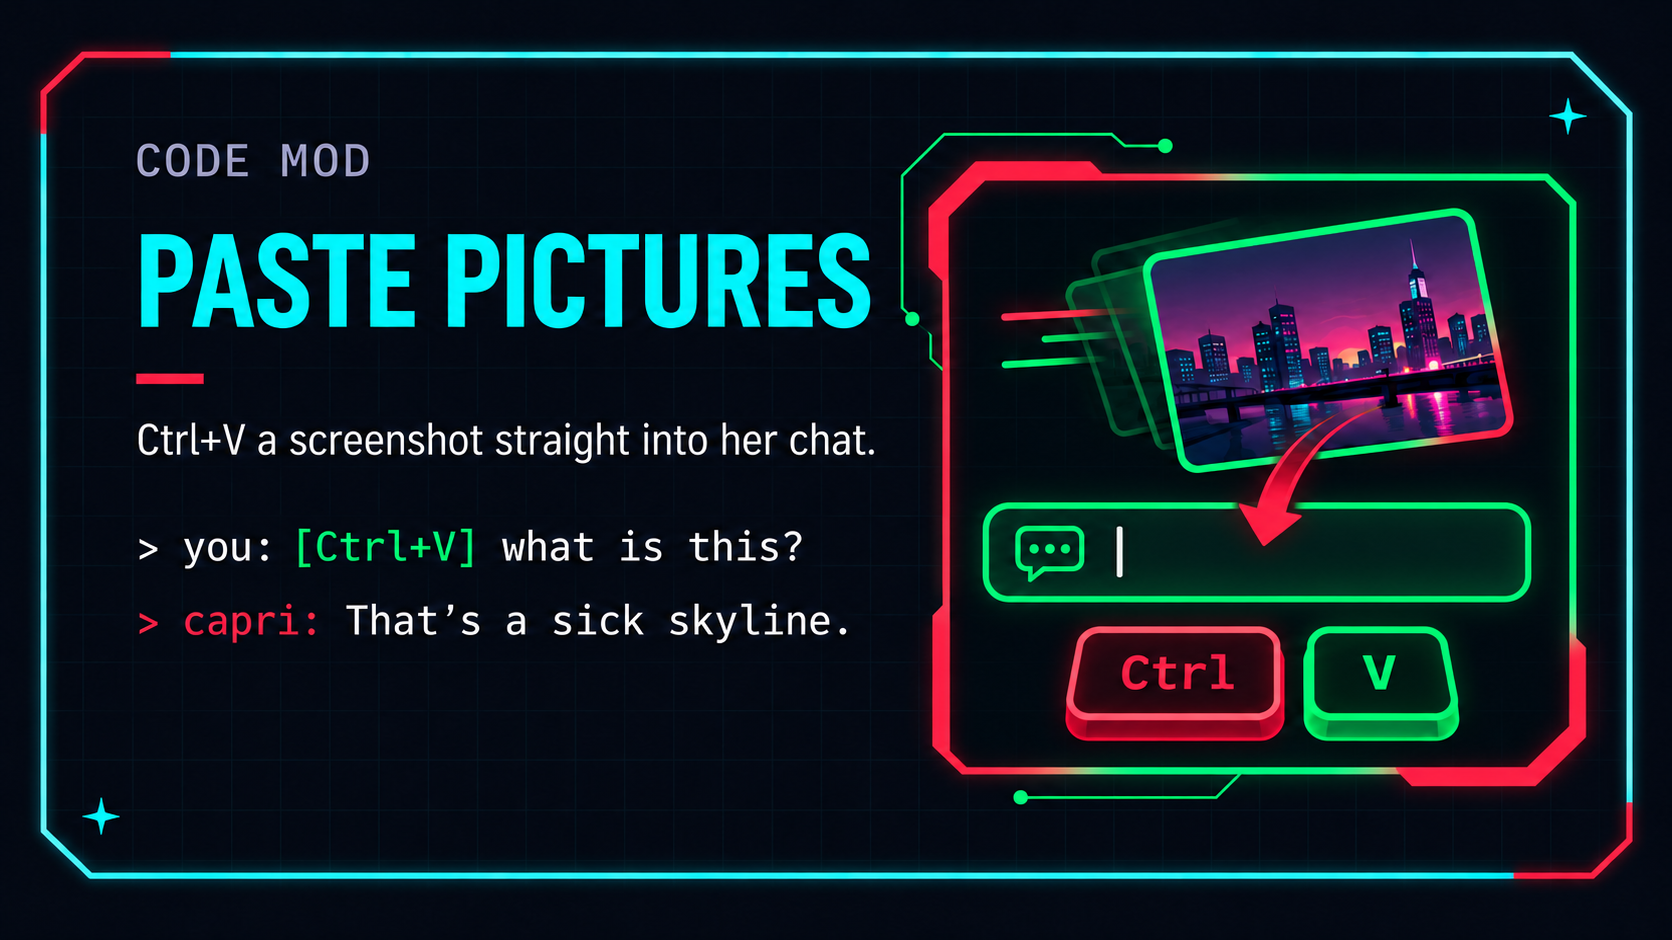 CODE MOD
PASTE PICTURES
Ctrl+V a screenshot straight into her chat.
> you: [Ctrl+V] what is this?
> capri: That’s a sick skyline.
Ctrl
V